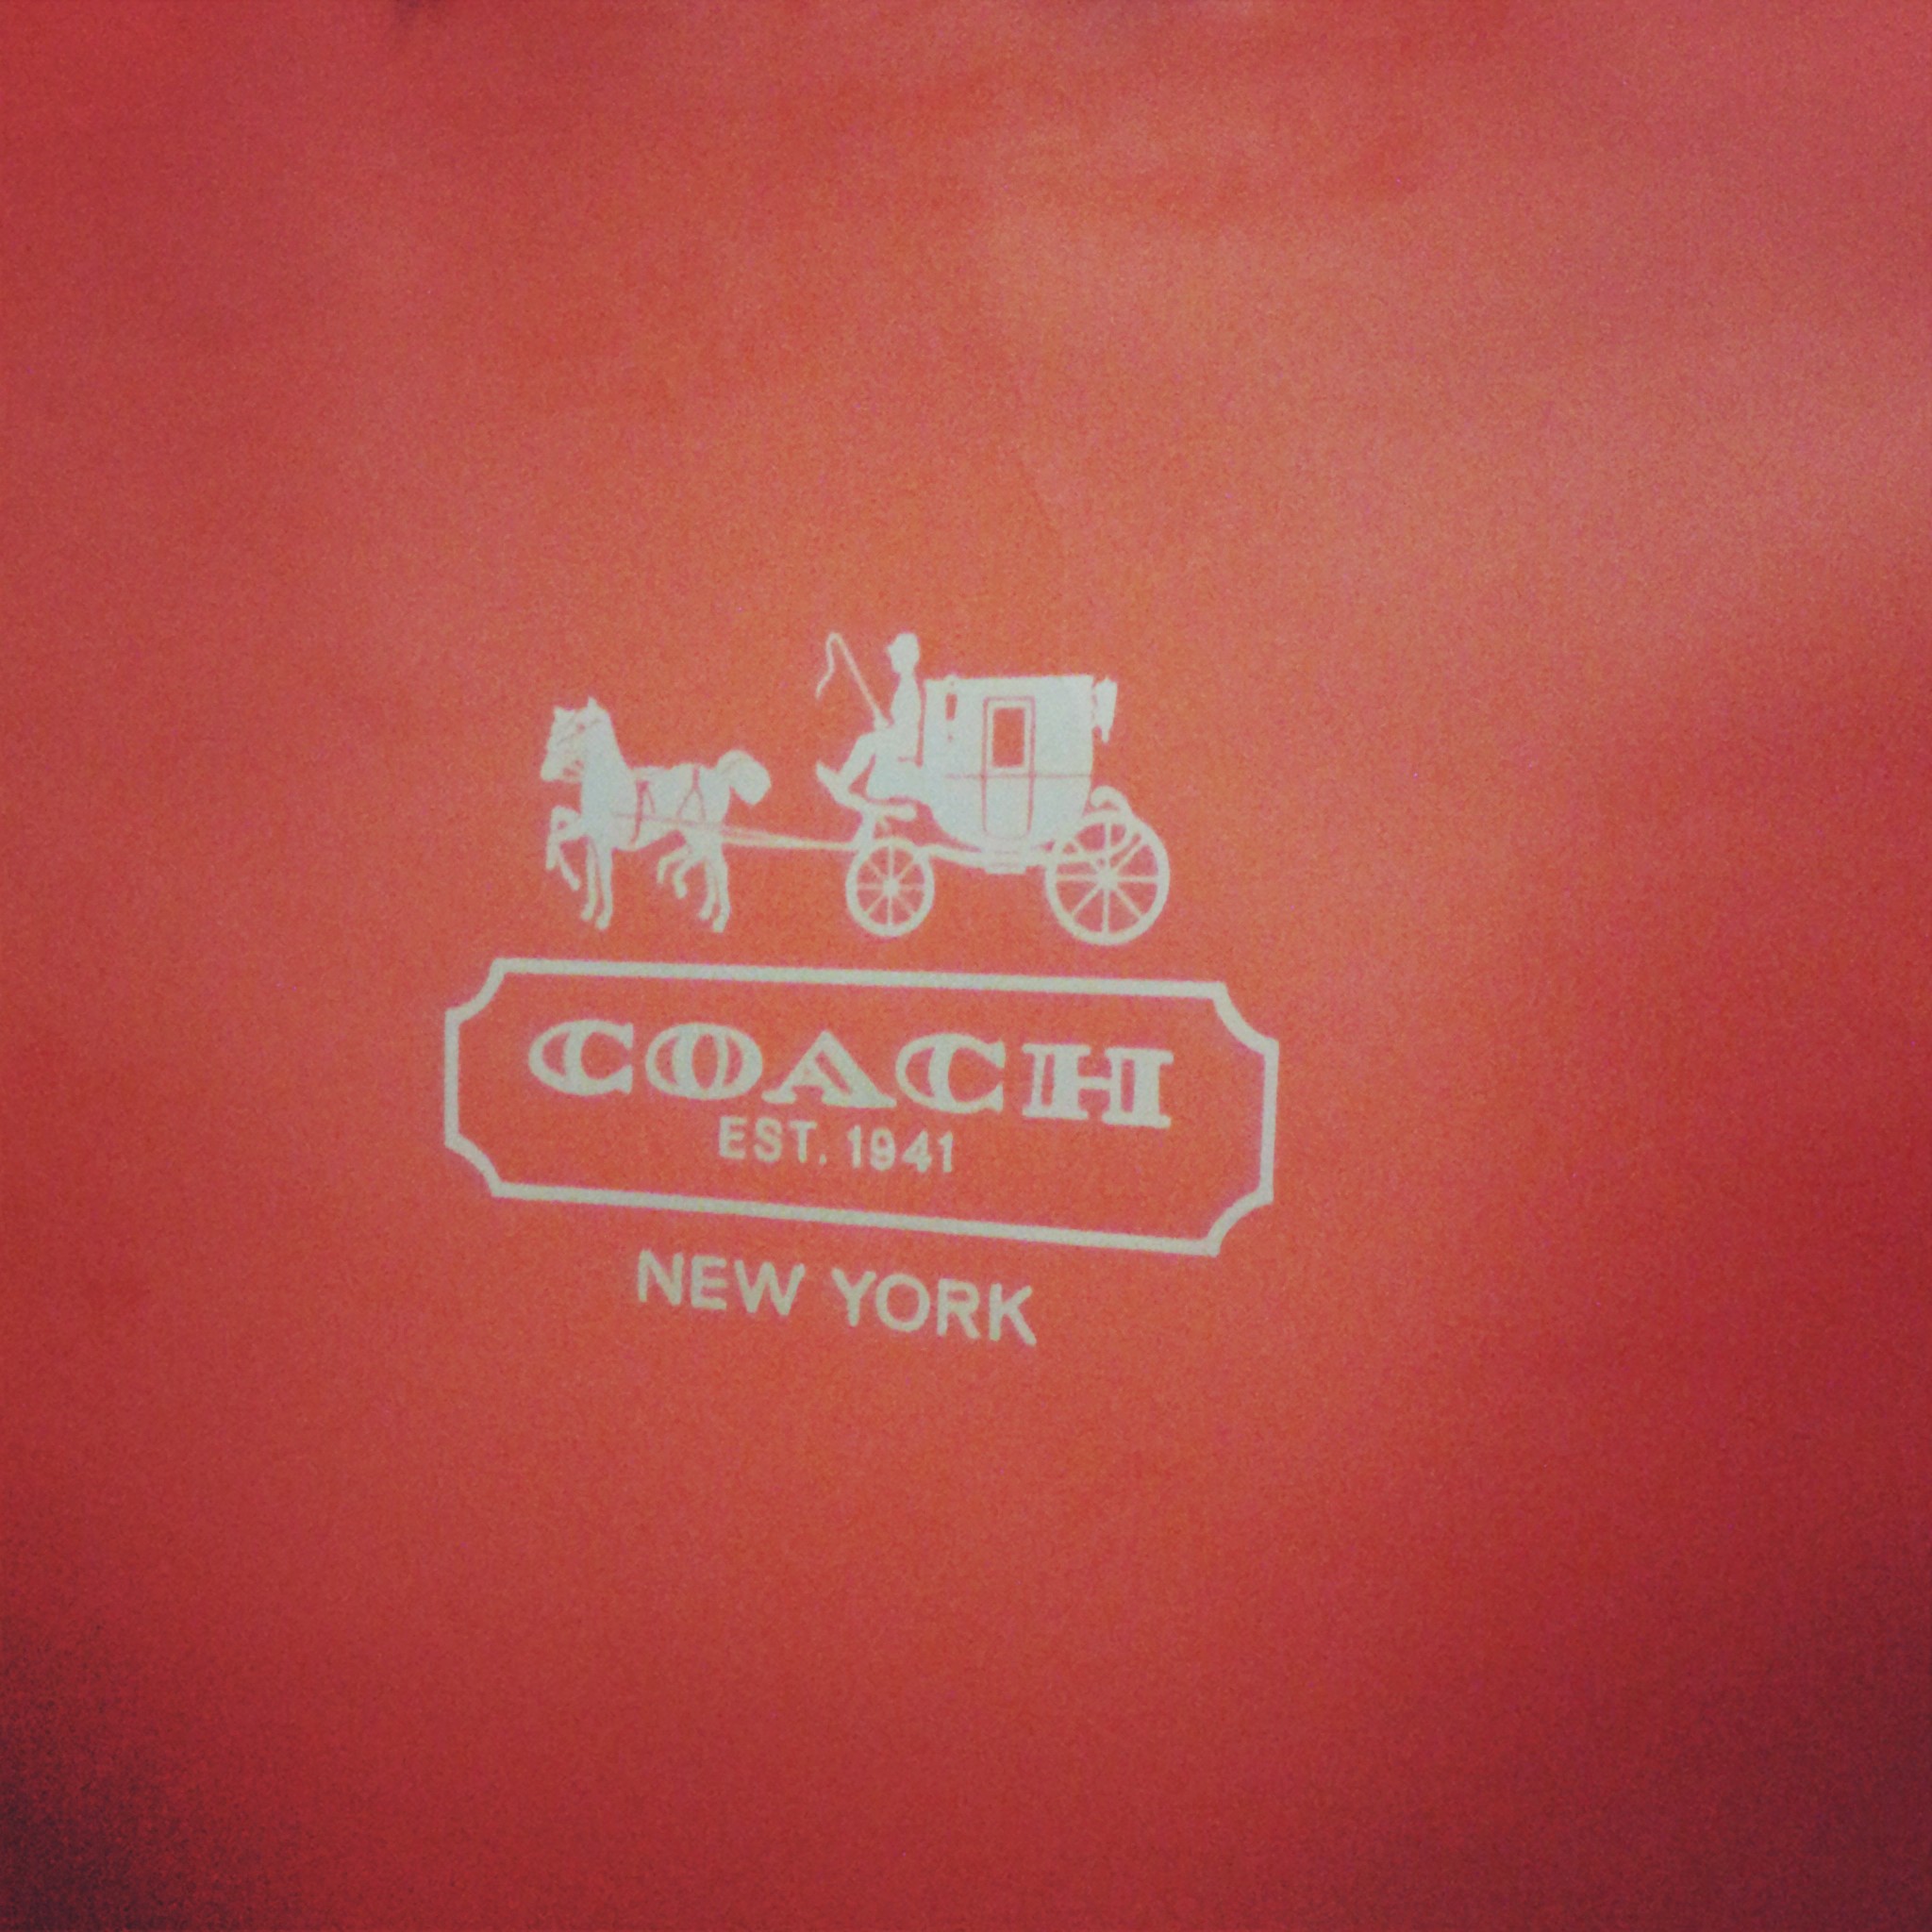 COACH
EST. 1941
NEW YORK